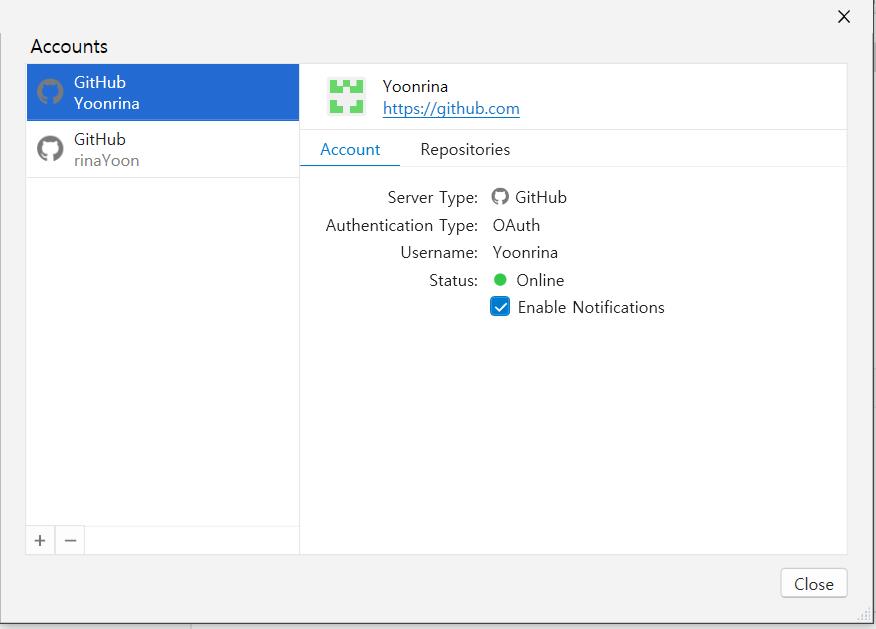 Accounts
GitHub
Yoonrina
GitHub
rinaYoon
Yoonrina
https://github.com
Account Repositories
Server Type: GitHub
Authentication Type: OAuth
Username: Yoonrina
Status: Online
Enable Notifications
Close